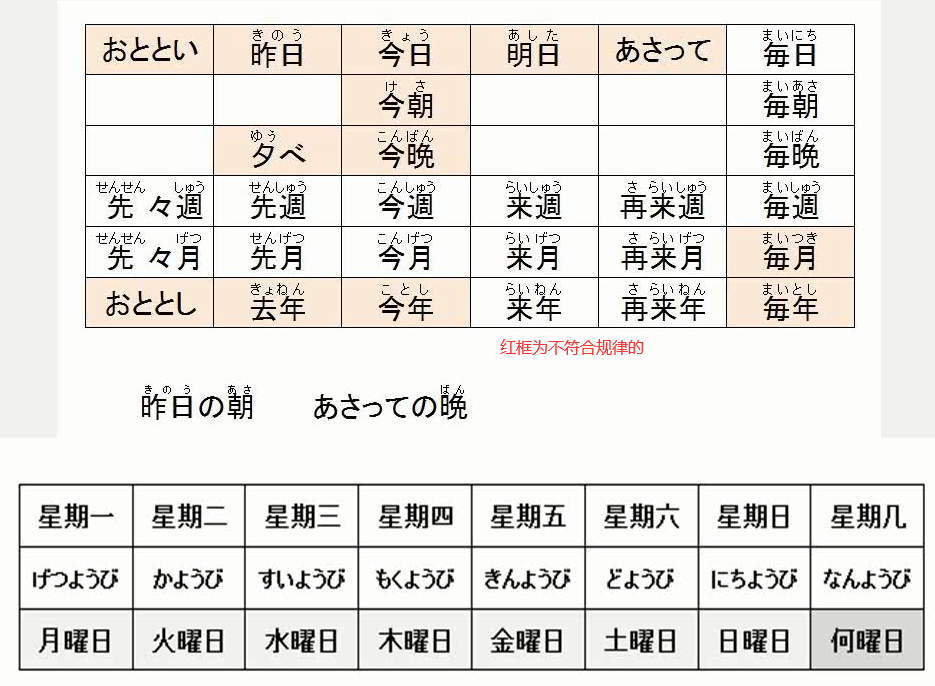 おととい 昨日 今日 明日 あさって 毎日
きのう きょう あした まいにち
今朝 毎朝
けさ まいあさ
夕べ 今晩 毎晩
ゆう こんばん まいばん
先々週 先週 今週 来週 再来週 毎週
せんせんしゅう せんしゅう こんしゅう らいしゅう さらいしゅう まいしゅう
先々月 先月 今月 来月 再来月 毎月
せんせんげつ せんげつ こんげつ らいげつ さらいげつ まいつき
おととし 去年 今年 来年 再来年 毎年
きょねん ことし らいねん さらいねん まいとし
红框为不符合规律的
昨日の朝 あさっての晩
きのう あさ ばん
星期一 星期二 星期三 星期四 星期五 星期六 星期日 星期几
げつようび かようび すいようび もくようび きんようび どようび にちようび なんようび
月曜日 火曜日 水曜日 木曜日 金曜日 土曜日 日曜日 何曜日